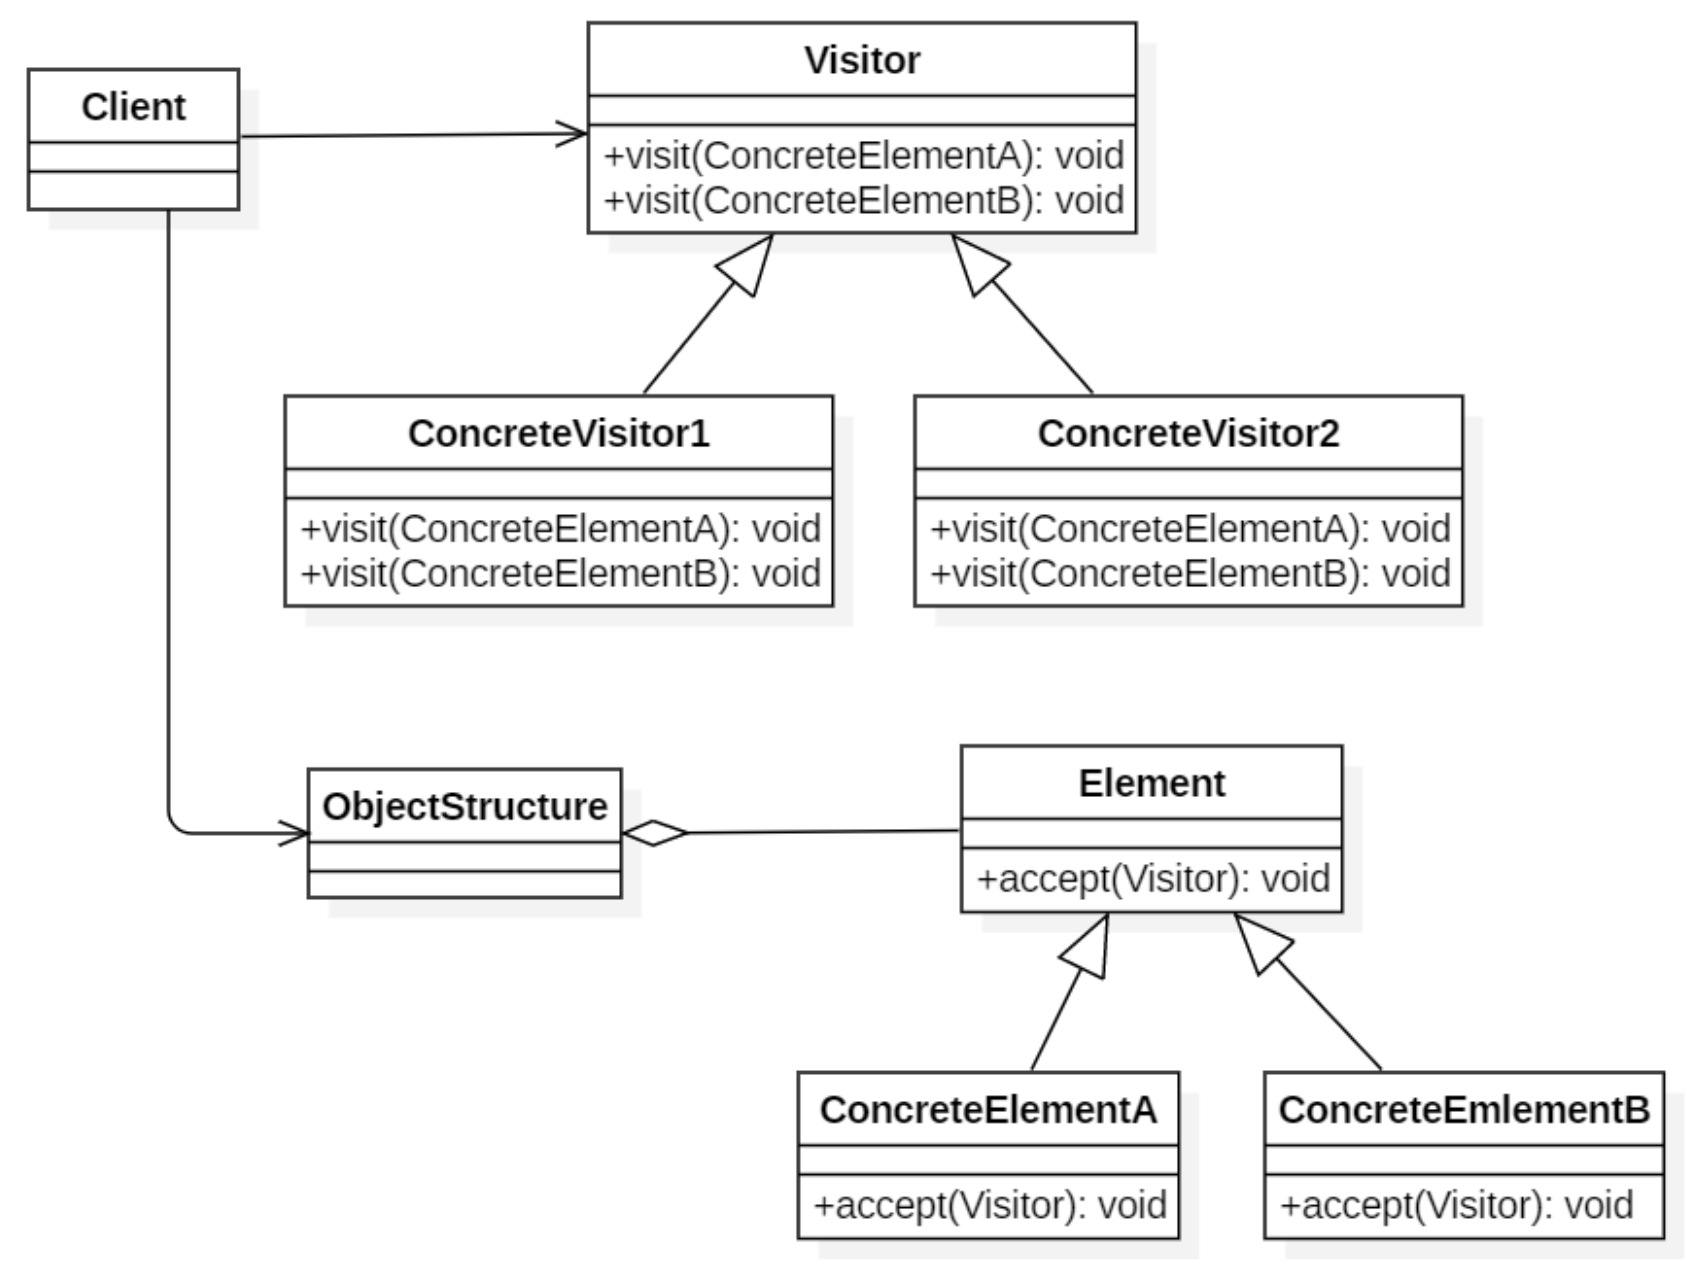 Client
Visitor
+visit(ConcreteElementA): void
+visit(ConcreteElementB): void
ConcreteVisitor1
+visit(ConcreteElementA): void
+visit(ConcreteElementB): void
ConcreteVisitor2
+visit(ConcreteElementA): void
+visit(ConcreteElementB): void
ObjectStructure
Element
+accept(Visitor): void
ConcreteElementA
+accept(Visitor): void
ConcreteEmlementB
+accept(Visitor): void